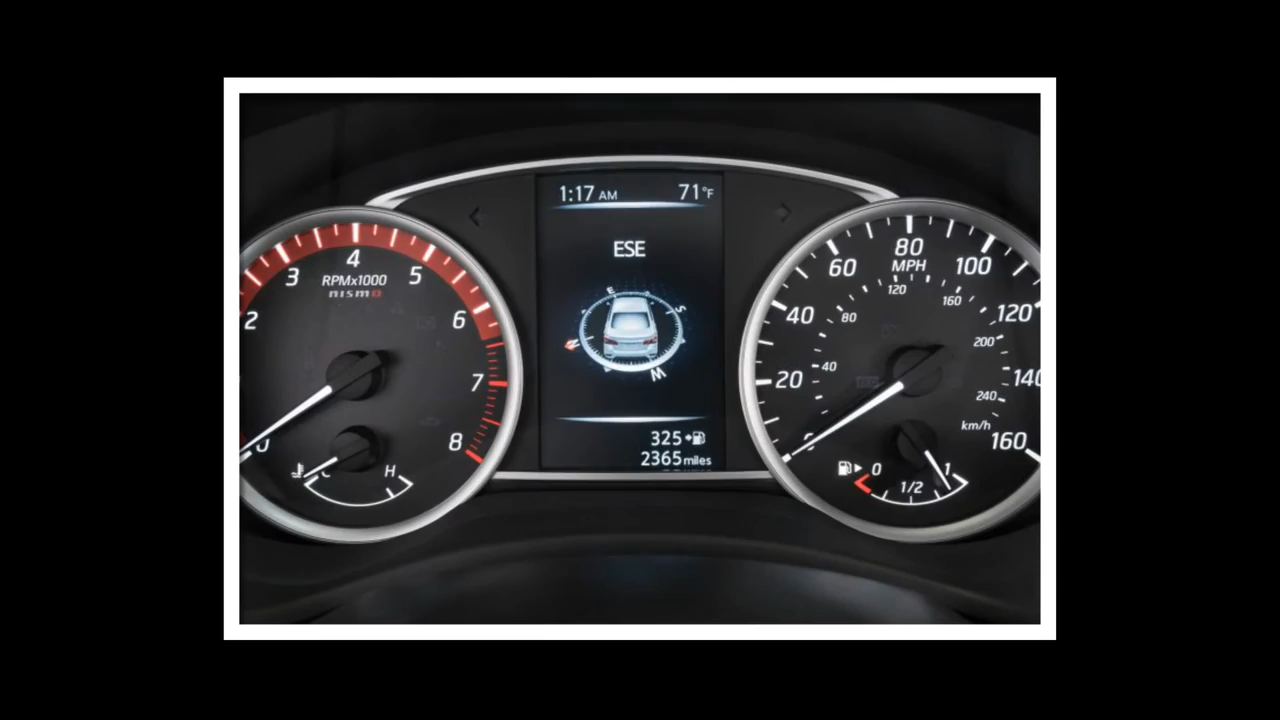 1:17 AM 71°F
ESE
E
S
W
325
2365 miles
0 2 3 4 5 6 7 8
RPMx1000
nismo
C H
0 20 40 60 80 100 120 140 160
MPH
40 80 120 160 200 240
km/h
0 1/2 1